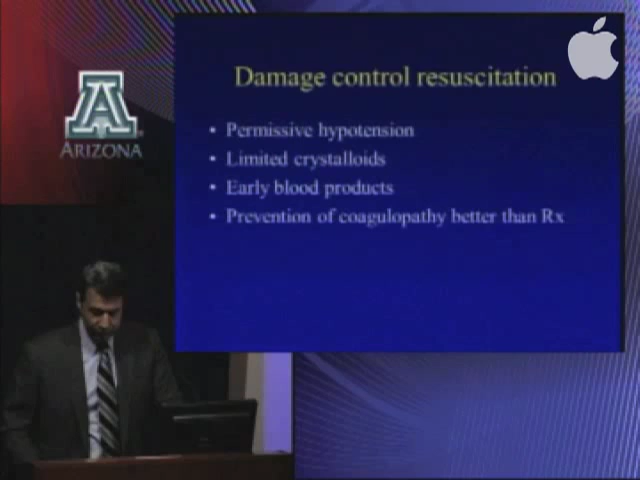 Damage control resuscitation
• Permissive hypotension
• Limited crystalloids
• Early blood products
• Prevention of coagulopathy better than Rx
A
ARIZONA